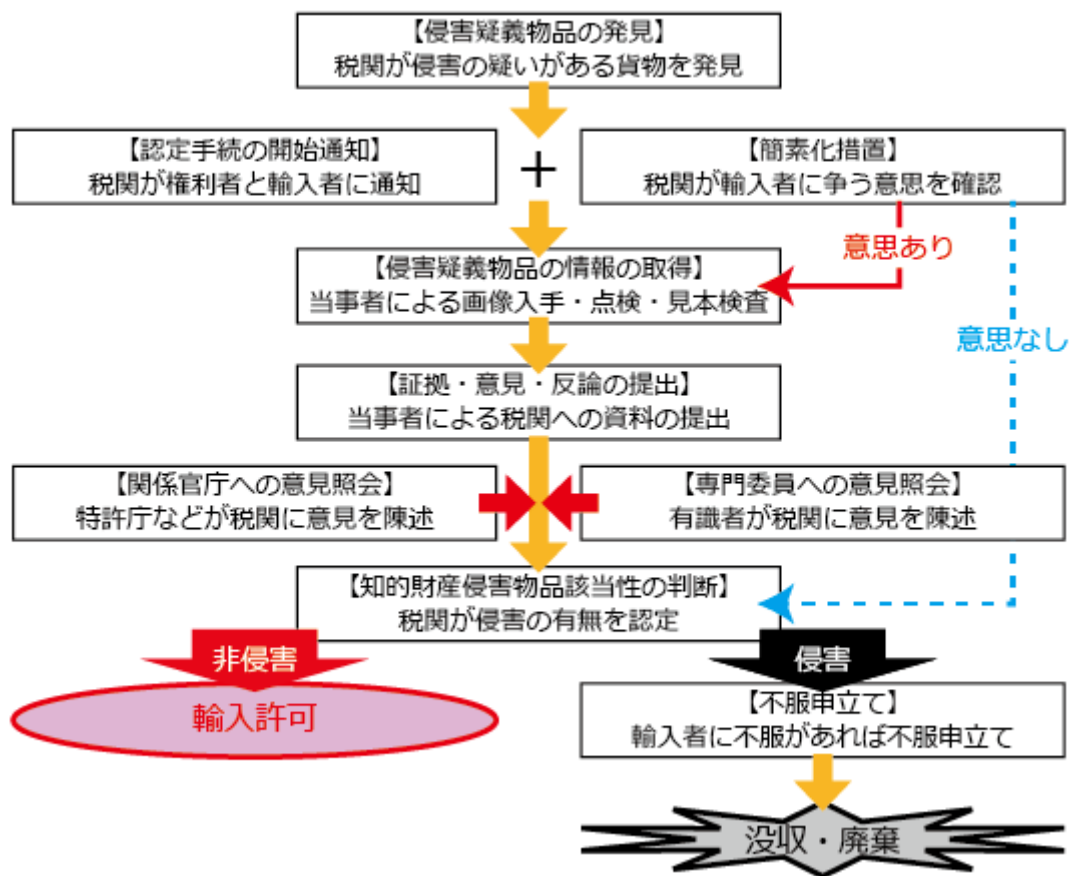 【侵害疑義物品の発見】
税関が侵害の疑いがある貨物を発見
【認定手続の開始通知】
税関が権利者と輸入者に通知
+
【簡素化措置】
税関が輸入者に争う意思を確認
意思あり
【侵害疑義物品の情報の取得】
当事者による画像入手・点検・見本検査
意思なし
【証拠・意見・反論の提出】
当事者による税関への資料の提出
【関係官庁への意見照会】
特許庁などが税関に意見を陳述
【専門委員への意見照会】
有識者が税関に意見を陳述
【知的財産侵害物品該当性の判断】
税関が侵害の有無を認定
非侵害
侵害
輸入許可
【不服申立て】
輸入者に不服があれば不服申立て
没収・廃棄